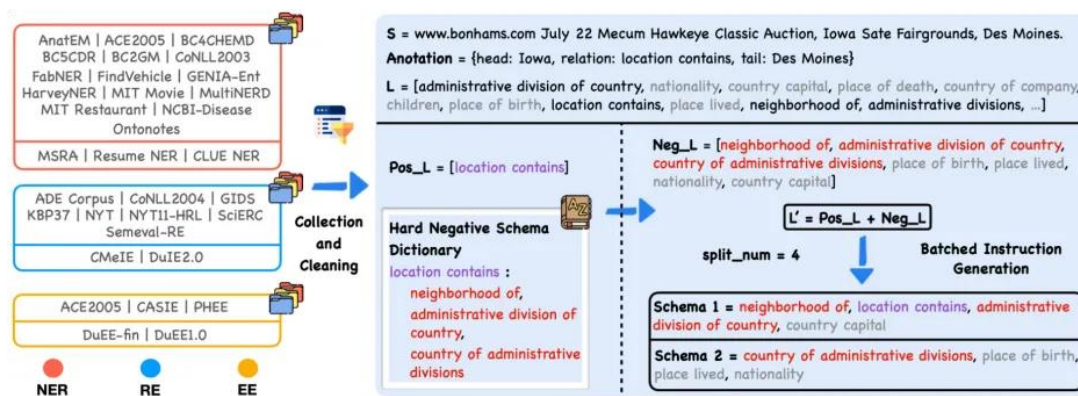 AnatEM | ACE2005 | BC4CHEMD
BC5CDR | BC2GM | CoNLL2003
FabNER | FindVehicle | GENIA-Ent
HarveyNER | MIT Movie | MultiNERD
MIT Restaurant | NCBI-Disease
Ontonotes
MSRA | Resume NER | CLUE NER
ADE Corpus | CoNLL2004 | GIDS
KBP37 | NYT | NYT11-HRL | SciERC
Semeval-RE
CMeIE | DuIE2.0
ACE2005 | CASIE | PHEE
DuEE-fin | DuEE1.0
NER
RE
EE
Collection
and
Cleaning
S = www.bonhams.com July 22 Mecum Hawkeye Classic Auction, Iowa Sate Fairgrounds, Des Moines.
Anotation = {head: Iowa, relation: location contains, tail: Des Moines}
L = [administrative division of country, nationality, country capital, place of death, country of company,
children, place of birth, location contains, place lived, neighborhood of, administrative divisions, ...]
Pos_L = [location contains]
A-Z
Hard Negative Schema
Dictionary
location contains :
neighborhood of,
administrative division of
country,
country of administrative
divisions
Neg_L = [neighborhood of, administrative division of country,
country of administrative divisions, place of birth, place lived,
nationality, country capital]
L′ = Pos_L + Neg_L
split_num = 4
Batched Instruction
Generation
Schema 1 = neighborhood of, location contains, administrative
division of country, country capital
Schema 2 = country of administrative divisions, place of birth,
place lived, nationality